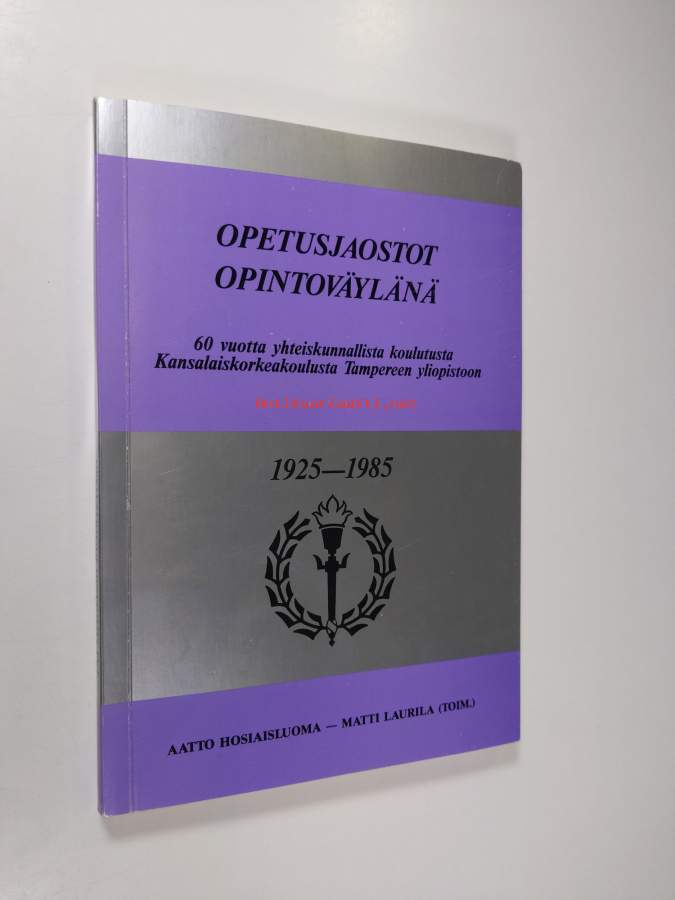 OPETUSJAOSTOT
OPINTOVÄYLÄNÄ
60 vuotta yhteiskunnallista koulutusta
Kansalaiskorkeakoulusta Tampereen yliopistoon
1925—1985
AATTO HOSIAISLUOMA — MATTI LAURILA (TOIM.)